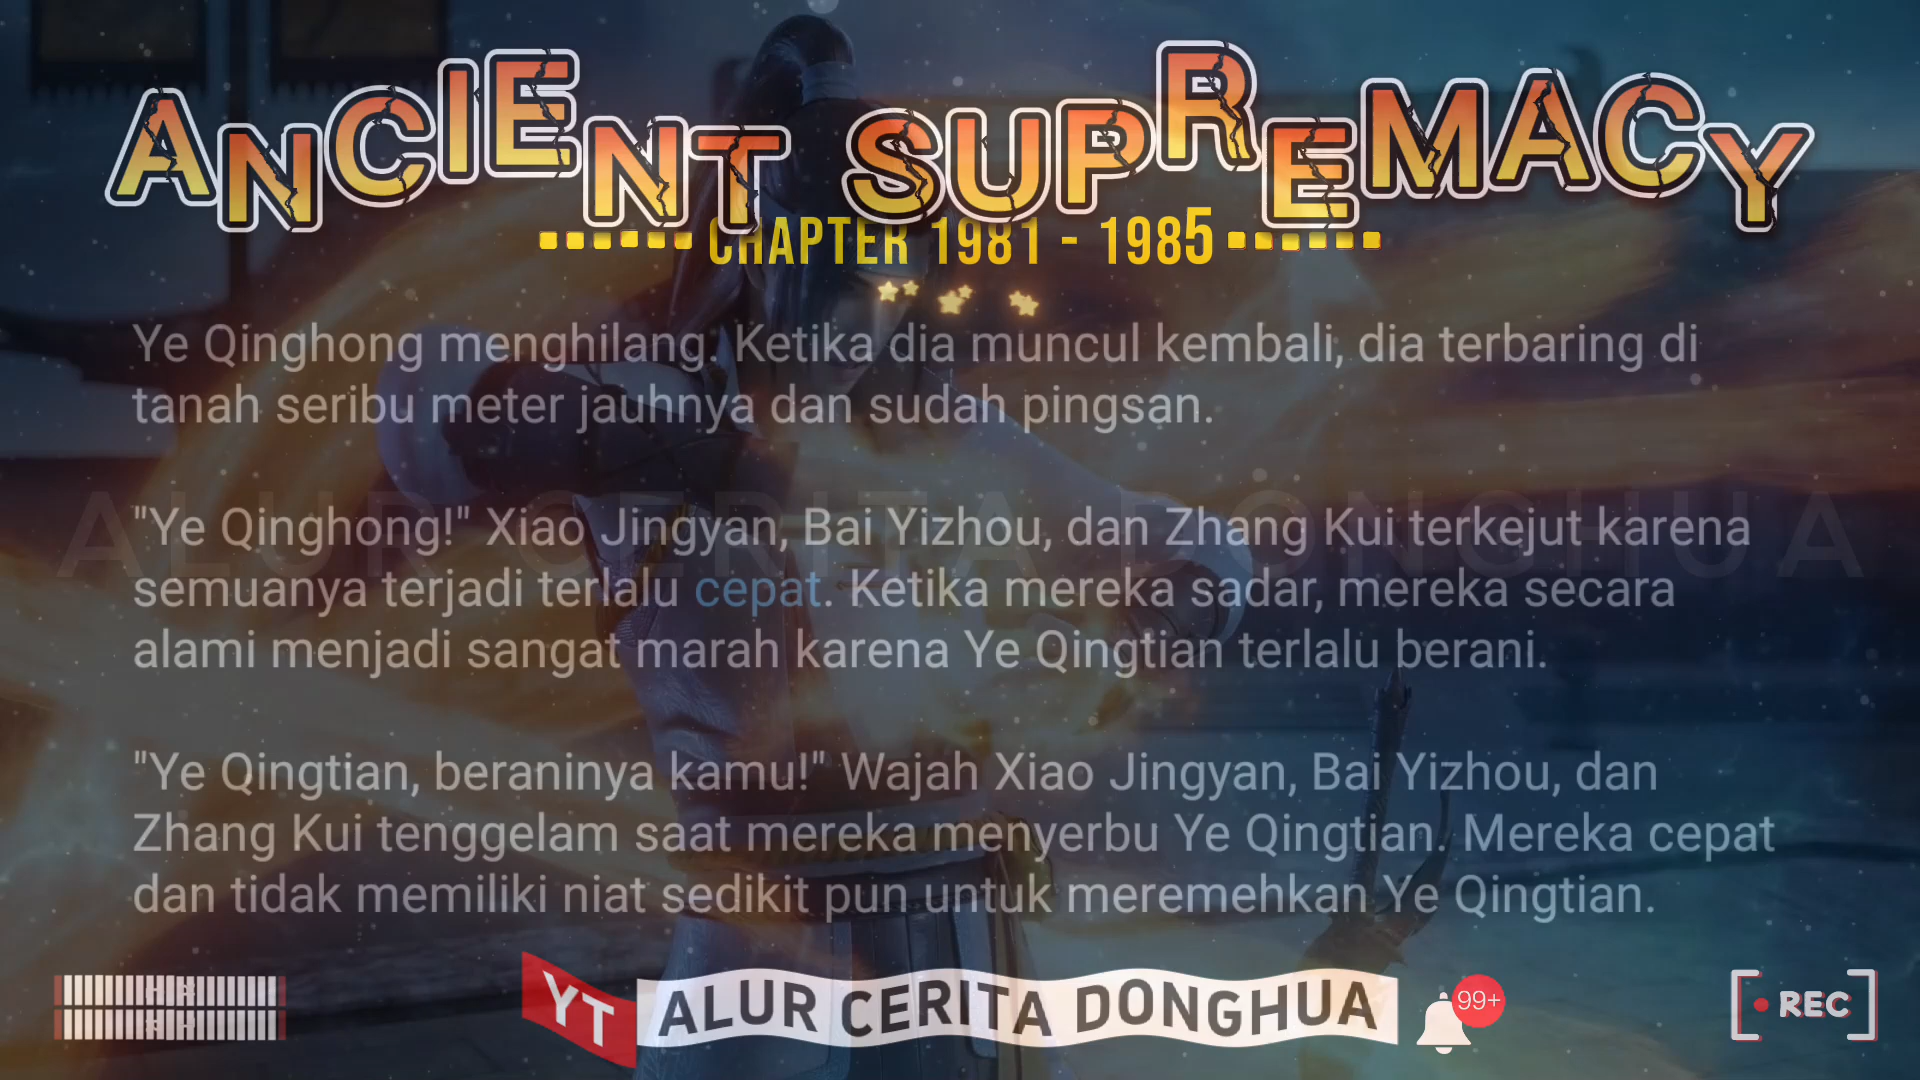 ANCIENT SUPREMACY
CHAPTER 1981 - 1985
Ye Qinghong menghilang. Ketika dia muncul kembali, dia terbaring di
tanah seribu meter jauhnya dan sudah pingsan.
"Ye Qinghong!" Xiao Jingyan, Bai Yizhou, dan Zhang Kui terkejut karena
semuanya terjadi terlalu cepat. Ketika mereka sadar, mereka secara
alami menjadi sangat marah karena Ye Qingtian terlalu berani.
ALUR CERITA DONGHUA
"Ye Qingtian, beraninya kamu!" Wajah Xiao Jingyan, Bai Yizhou, dan
Zhang Kui tenggelam saat mereka menyerbu Ye Qingtian. Mereka cepat
dan tidak memiliki niat sedikit pun untuk meremehkan Ye Qingtian.
YT ALUR CERITA DONGHUA 99+
REC